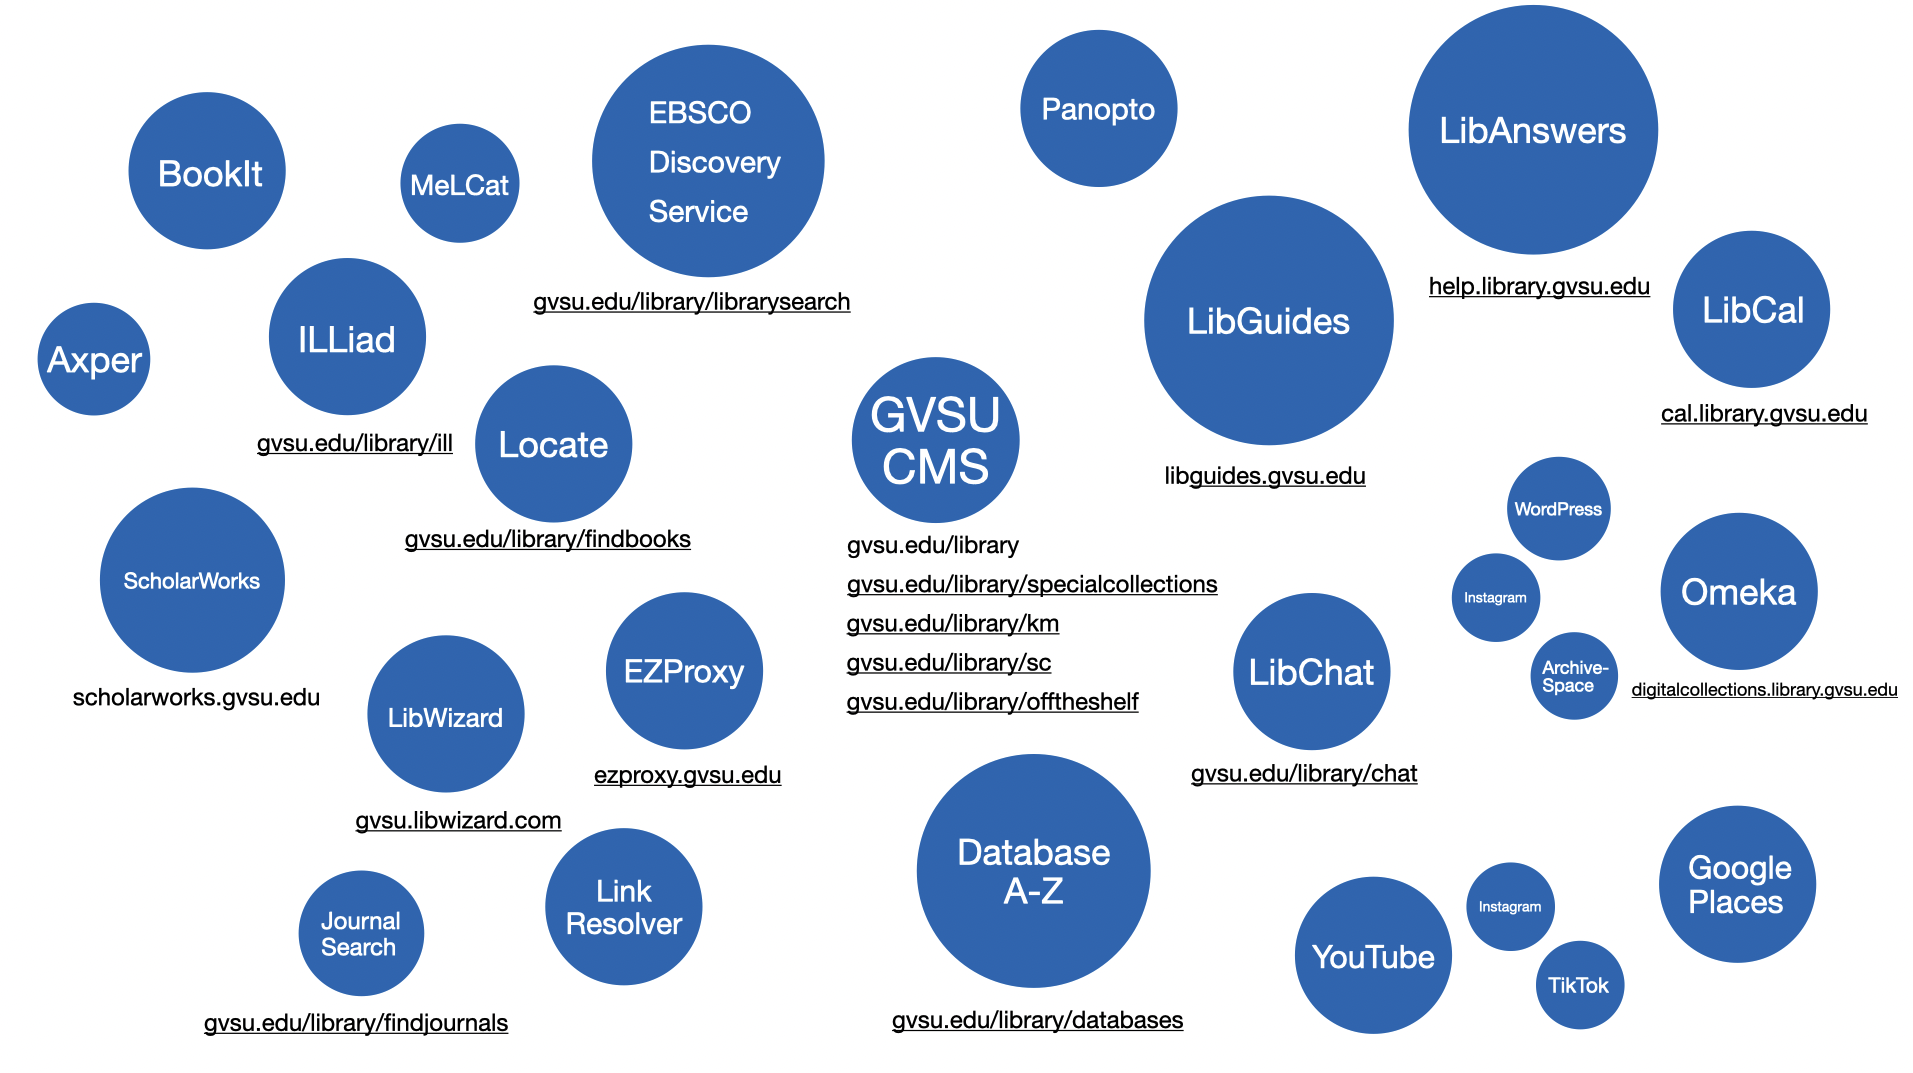 BookIt
MeLCat
EBSCO
Discovery
Service
gvsu.edu/library/librarysearch
Panopto
LibAnswers
help.library.gvsu.edu
LibGuides
libguides.gvsu.edu
LibCal
cal.library.gvsu.edu
Axper
ILLiad
gvsu.edu/library/ill
Locate
gvsu.edu/library/findbooks
GVSU
CMS
gvsu.edu/library
gvsu.edu/library/specialcollections
gvsu.edu/library/km
gvsu.edu/library/sc
gvsu.edu/library/offtheshelf
WordPress
Instagram
Archive-
Space
Omeka
digitalcollections.library.gvsu.edu
ScholarWorks
scholarworks.gvsu.edu
LibWizard
gvsu.libwizard.com
EZProxy
ezproxy.gvsu.edu
LibChat
gvsu.edu/library/chat
Journal
Search
gvsu.edu/library/findjournals
Link
Resolver
Database
A-Z
gvsu.edu/library/databases
YouTube
Instagram
TikTok
Google
Places